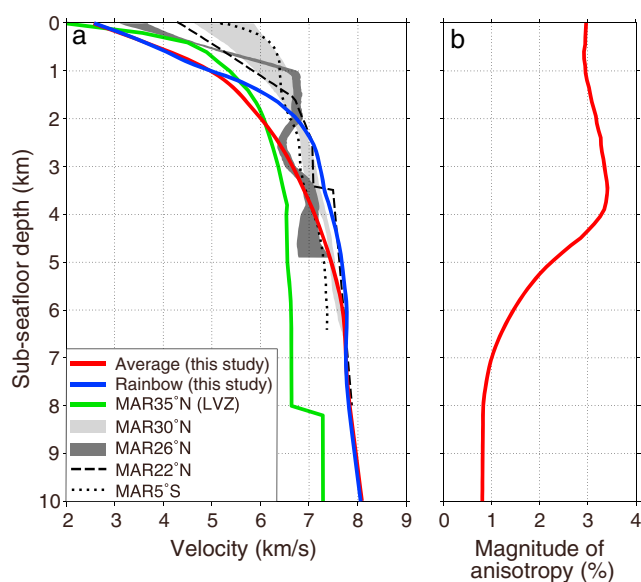 a
b
0
1
2
3
4
5
6
7
8
9
10
Sub-seafloor depth (km)
Average (this study)
Rainbow (this study)
MAR35°N (LVZ)
MAR30°N
MAR26°N
MAR22°N
MAR5°S
2 3 4 5 6 7 8 9
Velocity (km/s)
0 1 2 3 4
Magnitude of
anisotropy (%)